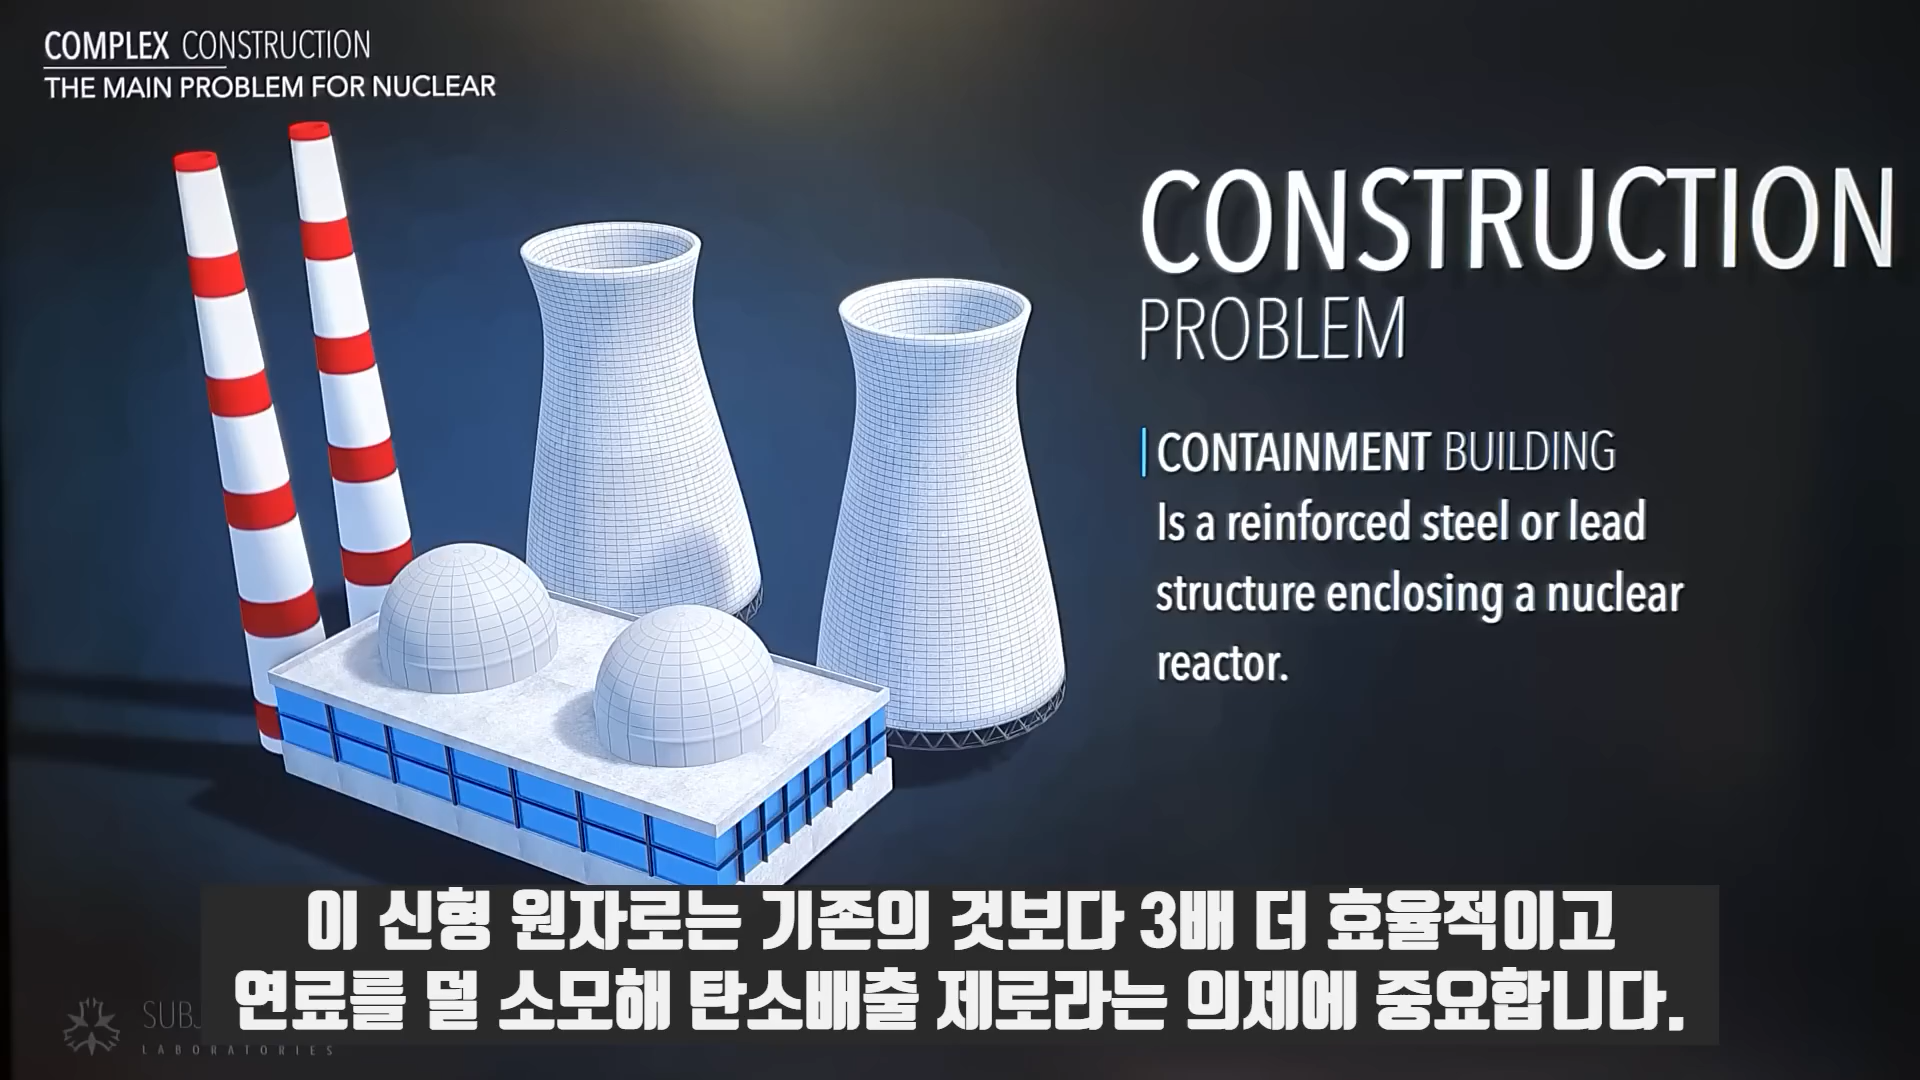 COMPLEX CONSTRUCTION
THE MAIN PROBLEM FOR NUCLEAR
CONSTRUCTION
PROBLEM
CONTAINMENT BUILDING
Is a reinforced steel or lead
structure enclosing a nuclear
reactor.
이 신형 원자로는 기존의 것보다 3배 더 효율적이고
연료를 덜 소모해 탄소배출 제로라는 의제에 중요합니다.
LABORATORIES